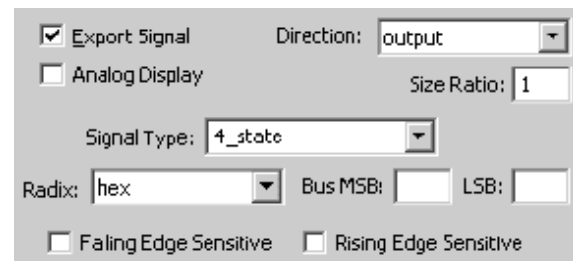 Export Signal Direction: output
Analog Display Size Ratio: 1
Signal Type: 4_state
Radix: hex Bus MSB: LSB:
Faling Edge Sensitive Rising Edge Sensitive